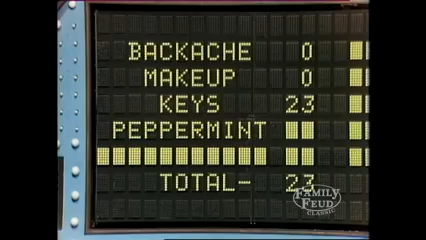 BACKACHE 0
MAKEUP 0
KEYS 23
PEPPERMINT
TOTAL- 23
FAMILY
FEUD
CLASSIC